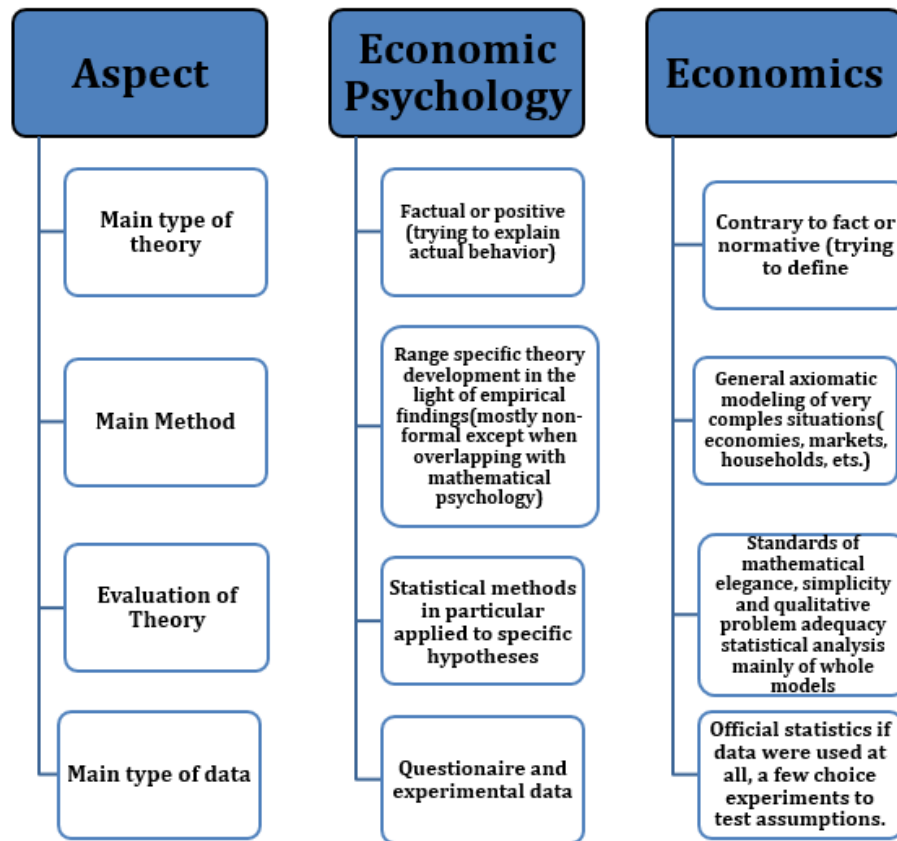 Aspect
Main type of
theory
Main Method
Evaluation of
Theory
Main type of data
Economic
Psychology
Factual or positive
(trying to explain
actual behavior)
Range specific theory
development in the
light of empirical
findings(mostly non-
formal except when
overlapping with
mathematical
psychology)
Statistical methods
in particular
applied to specific
hypotheses
Questionaire and
experimental data
Economics
Contrary to fact or
normative (trying
to define
General axiomatic
modeling of very
comples situations(
economies, markets,
households, ets.)
Standards of
mathematical
elegance, simplicity
and qualitative
problem adequacy
statistical analysis
mainly of whole
models
Official statistics if
data were used at
all, a few choice
experiments to
test assumptions.